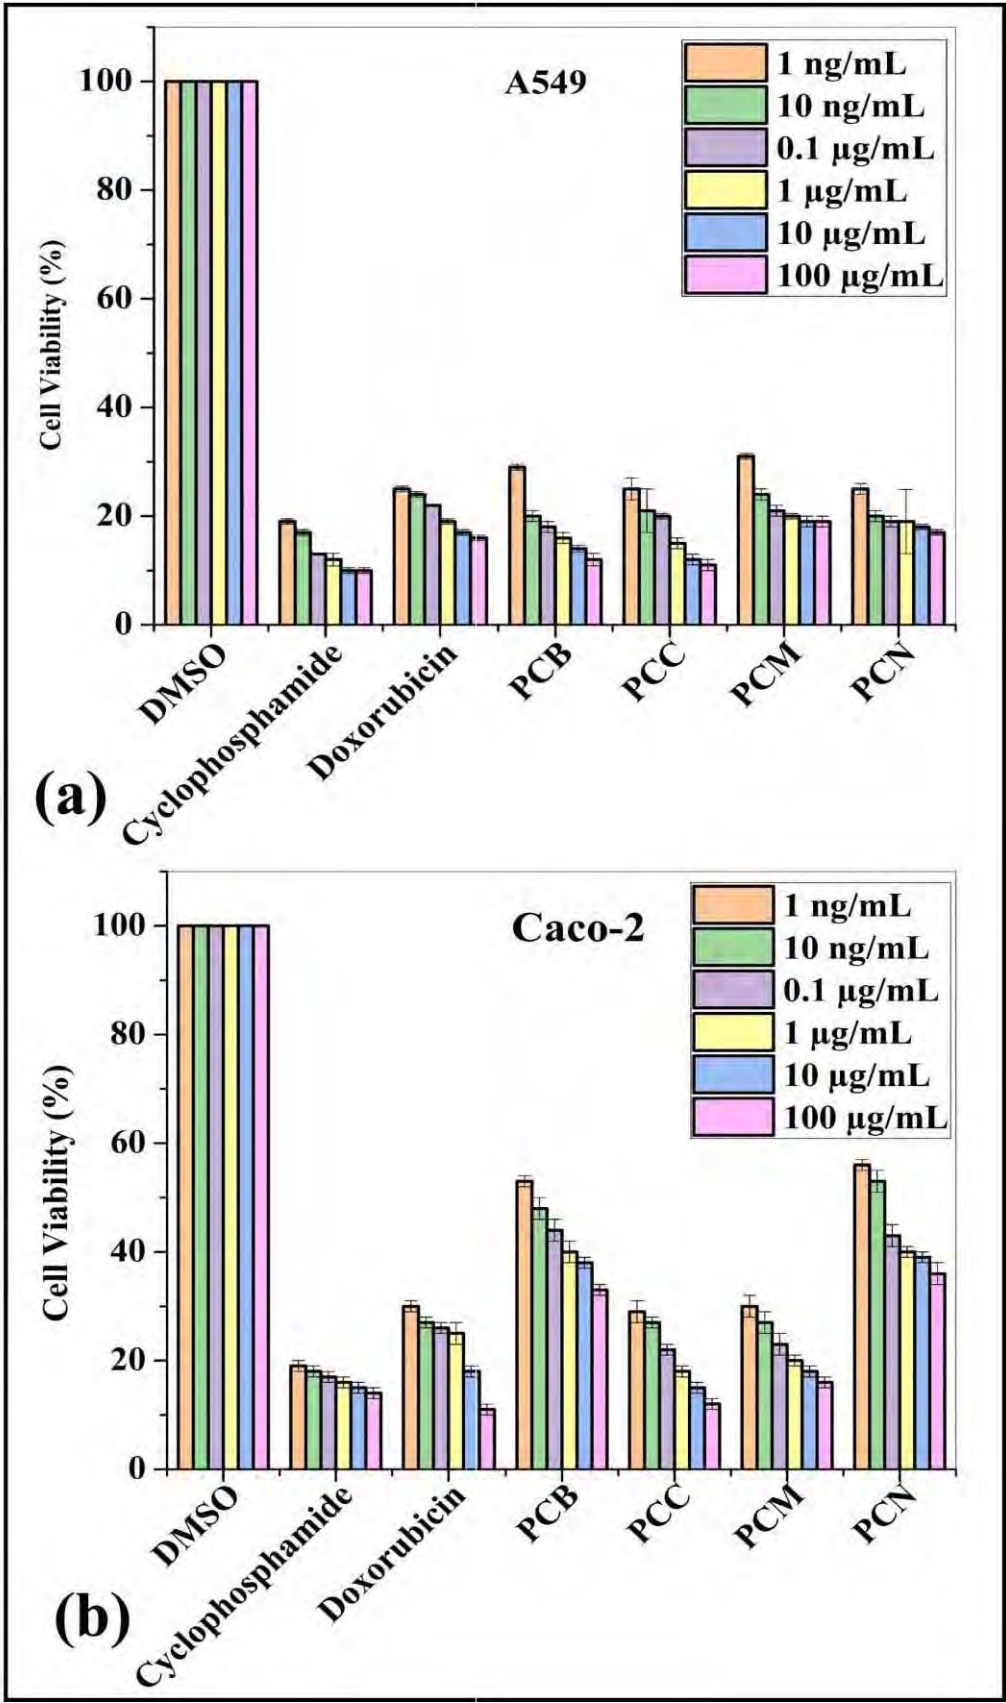 A549
1 ng/mL
10 ng/mL
0.1 µg/mL
1 µg/mL
10 µg/mL
100 µg/mL
Cell Viability (%)
100
80
60
40
20
0
DMSO
Cyclophosphamide
Doxorubicin
PCB
PCC
PCM
PCN
(a)
Caco-2
1 ng/mL
10 ng/mL
0.1 µg/mL
1 µg/mL
10 µg/mL
100 µg/mL
Cell Viability (%)
100
80
60
40
20
0
DMSO
Cyclophosphamide
Doxorubicin
PCB
PCC
PCM
PCN
(b)